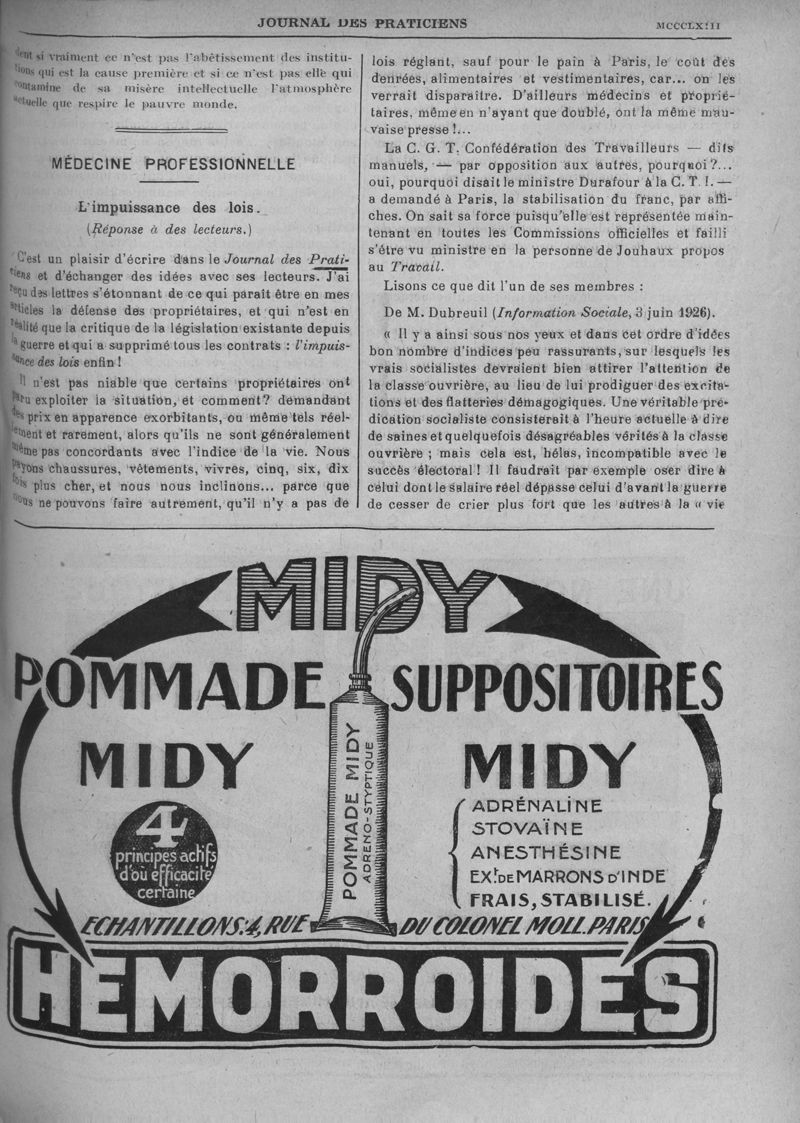 JOURNAL DES PRATICIENS
MCCCLXIII
dent si vraiment ce n'est pas l'abêtissement des institu-
tions qui est la cause première et si ce n'est pas elle qui
contamine de sa misère intellectuelle l'atmosphère
actuelle que respire le pauvre monde.
MÉDECINE PROFESSIONNELLE
L'impuissance des lois.
(Réponse à des lecteurs.)
C'est un plaisir d'écrire dans le Journal des Prati-
ciens et d'échanger des idées avec ses lecteurs. J'ai
reçu des lettres s'étonnant de ce qui paraît être en mes
articles la défense des propriétaires, et qui n'est en
réalité que la critique de la législation existante depuis
la guerre et qui a supprimé tous les contrats : l'impuis-
sance des lois enfin !
Il n'est pas niable que certains propriétaires ont
paru exploiter la situation, et comment? demandant
des prix en apparence exorbitants, ou même tels réel-
lement et rarement, alors qu'ils ne sont généralement
même pas concordants avec l'indice de la vie. Nous
payons chaussures, vêtements, vivres, cinq, six, dix
fois plus cher, et nous nous inclinons... parce que
nous ne pouvons faire autrement, qu'il n'y a pas de
lois réglant, sauf pour le pain à Paris, le coût des
denrées, alimentaires et vestimentaires, car... on les
verrait disparaître. D'ailleurs médecins et proprié-
taires, même en n'ayant que doublé, ont la même mau-
vaise presse !...
La C. G. T. Confédération des Travailleurs — dits
manuels, — par opposition aux autres, pourquoi ?...
oui, pourquoi disait le ministre Durafour à la C. T. I. —
a demandé à Paris, la stabilisation du franc, par affi-
ches. On sait sa force puisqu'elle est représentée main-
tenant en toutes les Commissions officielles et failli
s'être vu ministre en la personne de Jouhaux propos
au Travail.
Lisons ce que dit l'un de ses membres :
De M. Dubreuil (Information Sociale, 3 juin 1926).
« Il y a ainsi sous nos yeux et dans cet ordre d'idées
bon nombre d'indices peu rassurants, sur lesquels les
vrais socialistes devraient bien attirer l'attention de
la classe ouvrière, au lieu de lui prodiguer des excita-
tions et des flatteries démagogiques. Une véritable pré-
dication socialiste consisterait à l'heure actuelle à dire
de saines et quelquefois désagréables vérités à la classe
ouvrière ; mais cela est, hélas, incompatible avec le
succès électoral ! Il faudrait par exemple oser dire à
celui dont le salaire réel dépasse celui d'avant la guerre
de cesser de crier plus fort que les autres à la « vie
MIDY
POMMADE
SUPPOSITOIRES
MIDY
MIDY
4
principes actifs
d'où efficacité
certaine
POMMADE MIDY
ADRENO-STYPTIQUE
ADRÉNALINE
STOVAÏNE
ANESTHÉSINE
EXt DE MARRONS D'INDE
FRAIS, STABILISÉ.
ECHANTILLONS: 4, RUE DU COLONEL MOLL. PARIS
HÉMORROIDES